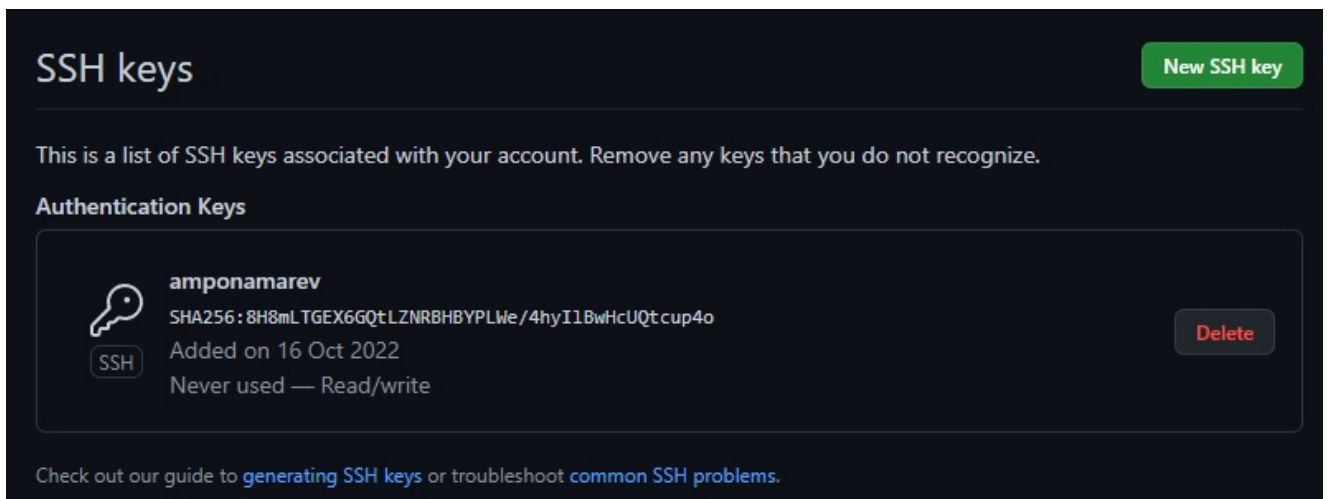 SSH keys
New SSH key
This is a list of SSH keys associated with your account. Remove any keys that you do not recognize.
Authentication Keys
amponamarev
SHA256:8H8mLTGEX6GQtLZNRBHBYPLWe/4hyIlBwHcUQtcup4o
SSH
Added on 16 Oct 2022
Never used — Read/write
Delete
Check out our guide to generating SSH keys or troubleshoot common SSH problems.